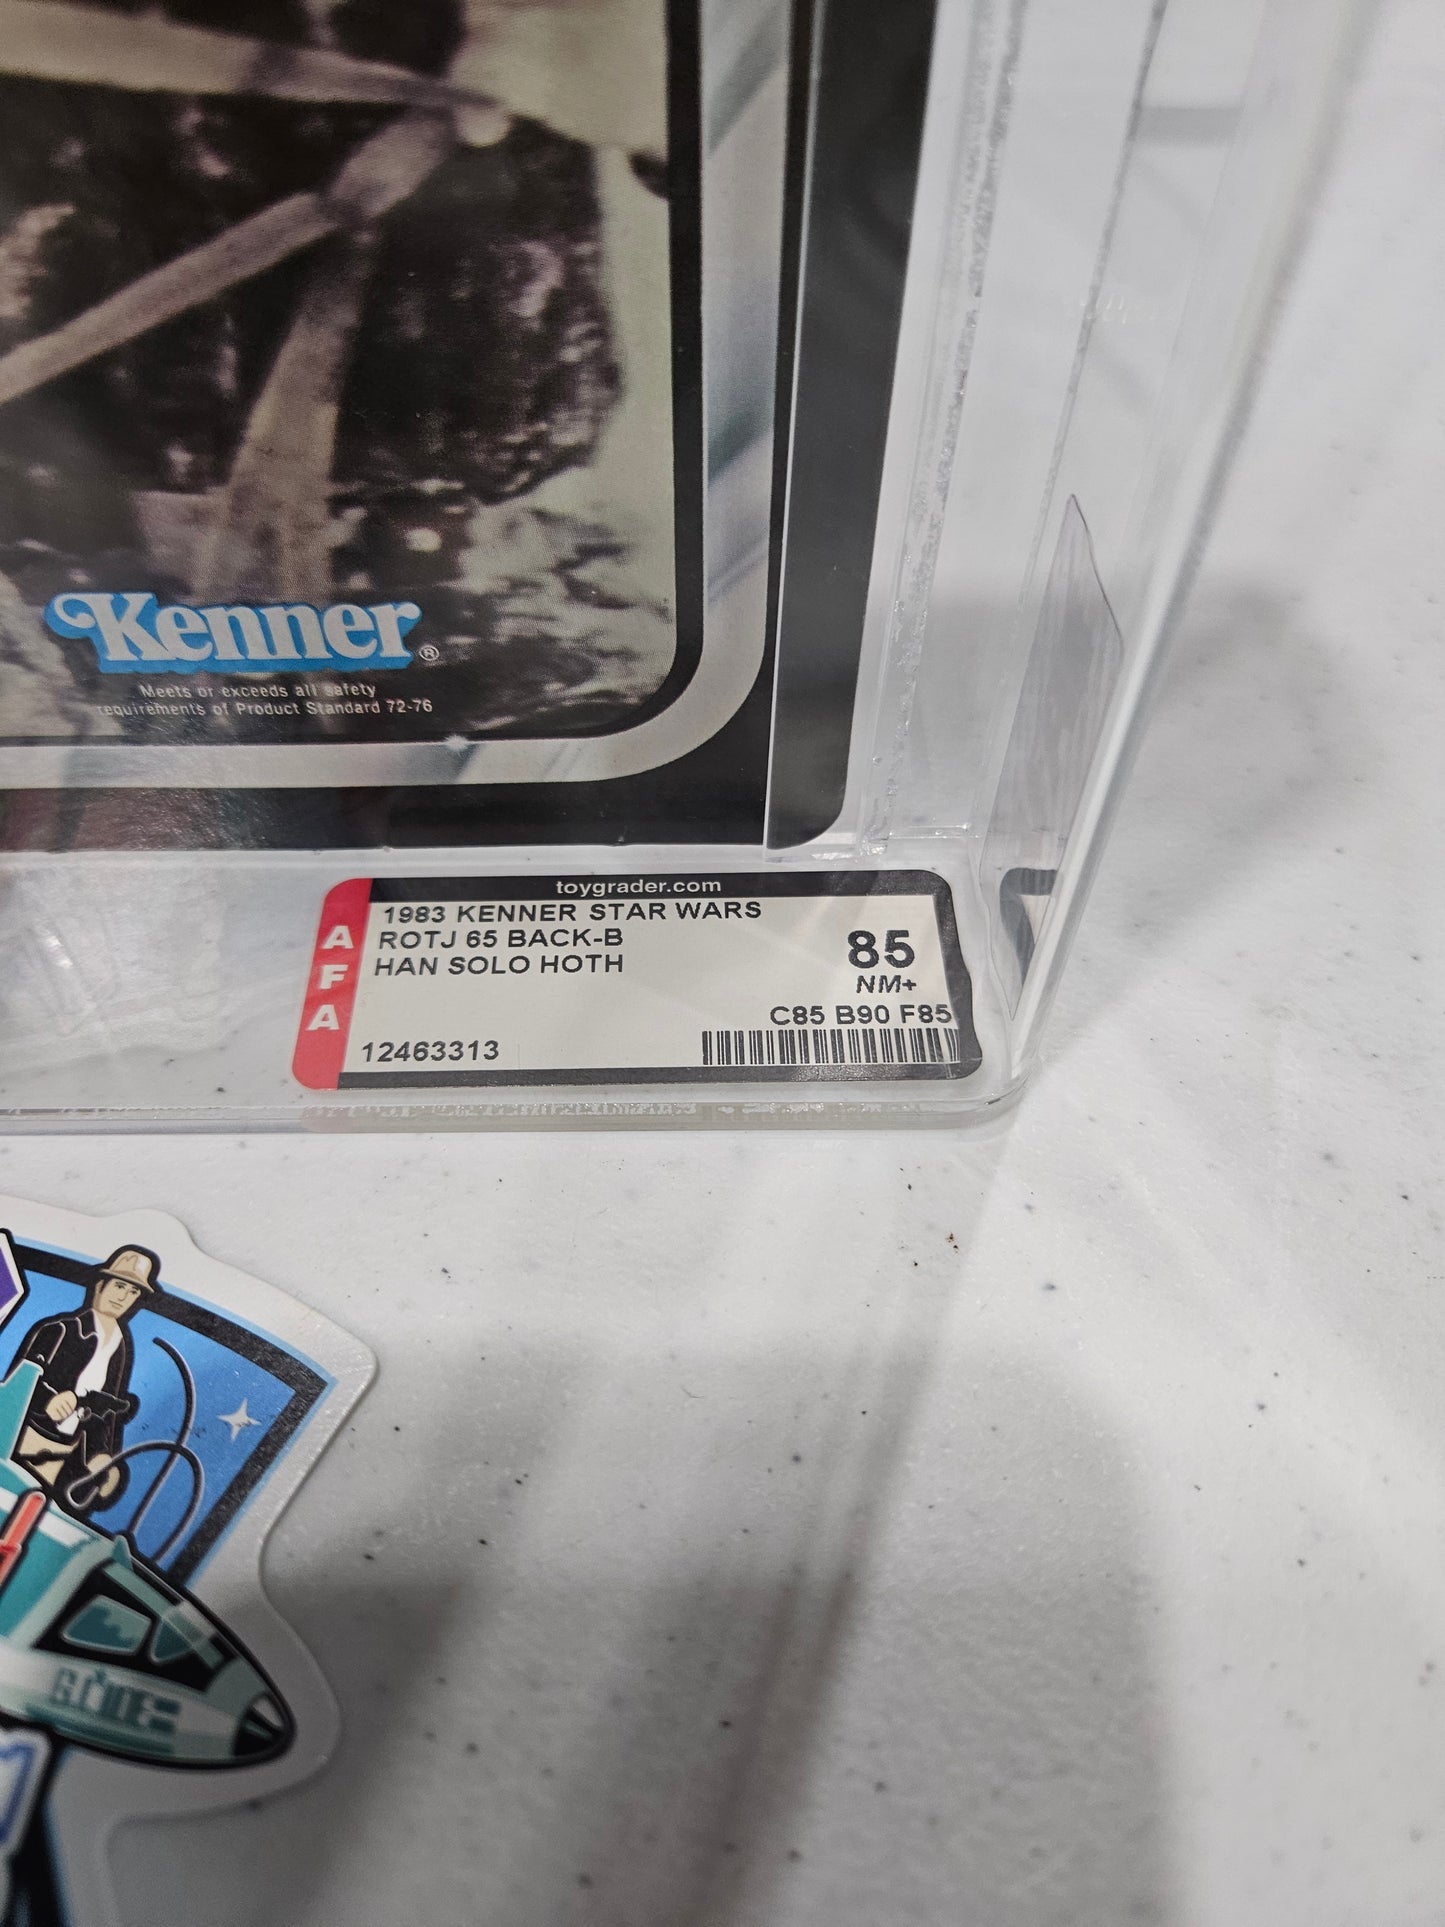 Kenner®
Meets or exceeds all safety
requirements of Product Standard 72-76
toygrader.com
AFA
1983 KENNER STAR WARS
ROTJ 65 BACK-B
HAN SOLO HOTH
85
NM+
C85 B90 F85
12463313
G.I. JOE